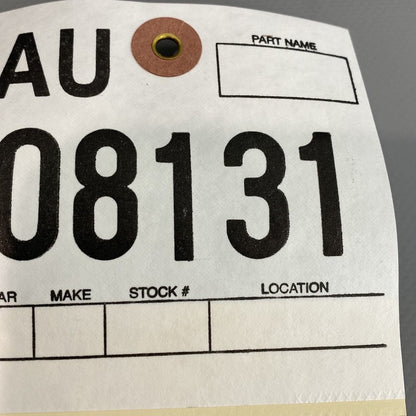 AU
PART NAME
08131
AR MAKE STOCK # LOCATION